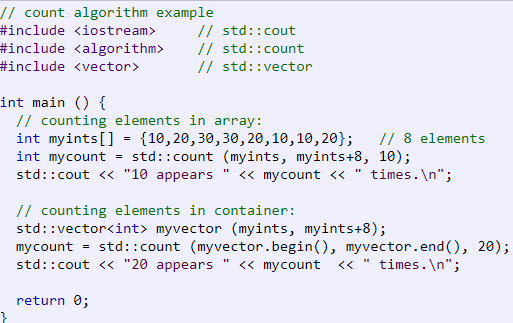 // count algorithm example
#include <iostream>     // std::cout
#include <algorithm>    // std::count
#include <vector>       // std::vector

int main () {
  // counting elements in array:
  int myints[] = {10,20,30,30,20,10,10,20};   // 8 elements
  int mycount = std::count (myints, myints+8, 10);
  std::cout << "10 appears " << mycount << " times.\n";

  // counting elements in container:
  std::vector<int> myvector (myints, myints+8);
  mycount = std::count (myvector.begin(), myvector.end(), 20);
  std::cout << "20 appears " << mycount  << " times.\n";

  return 0;
}